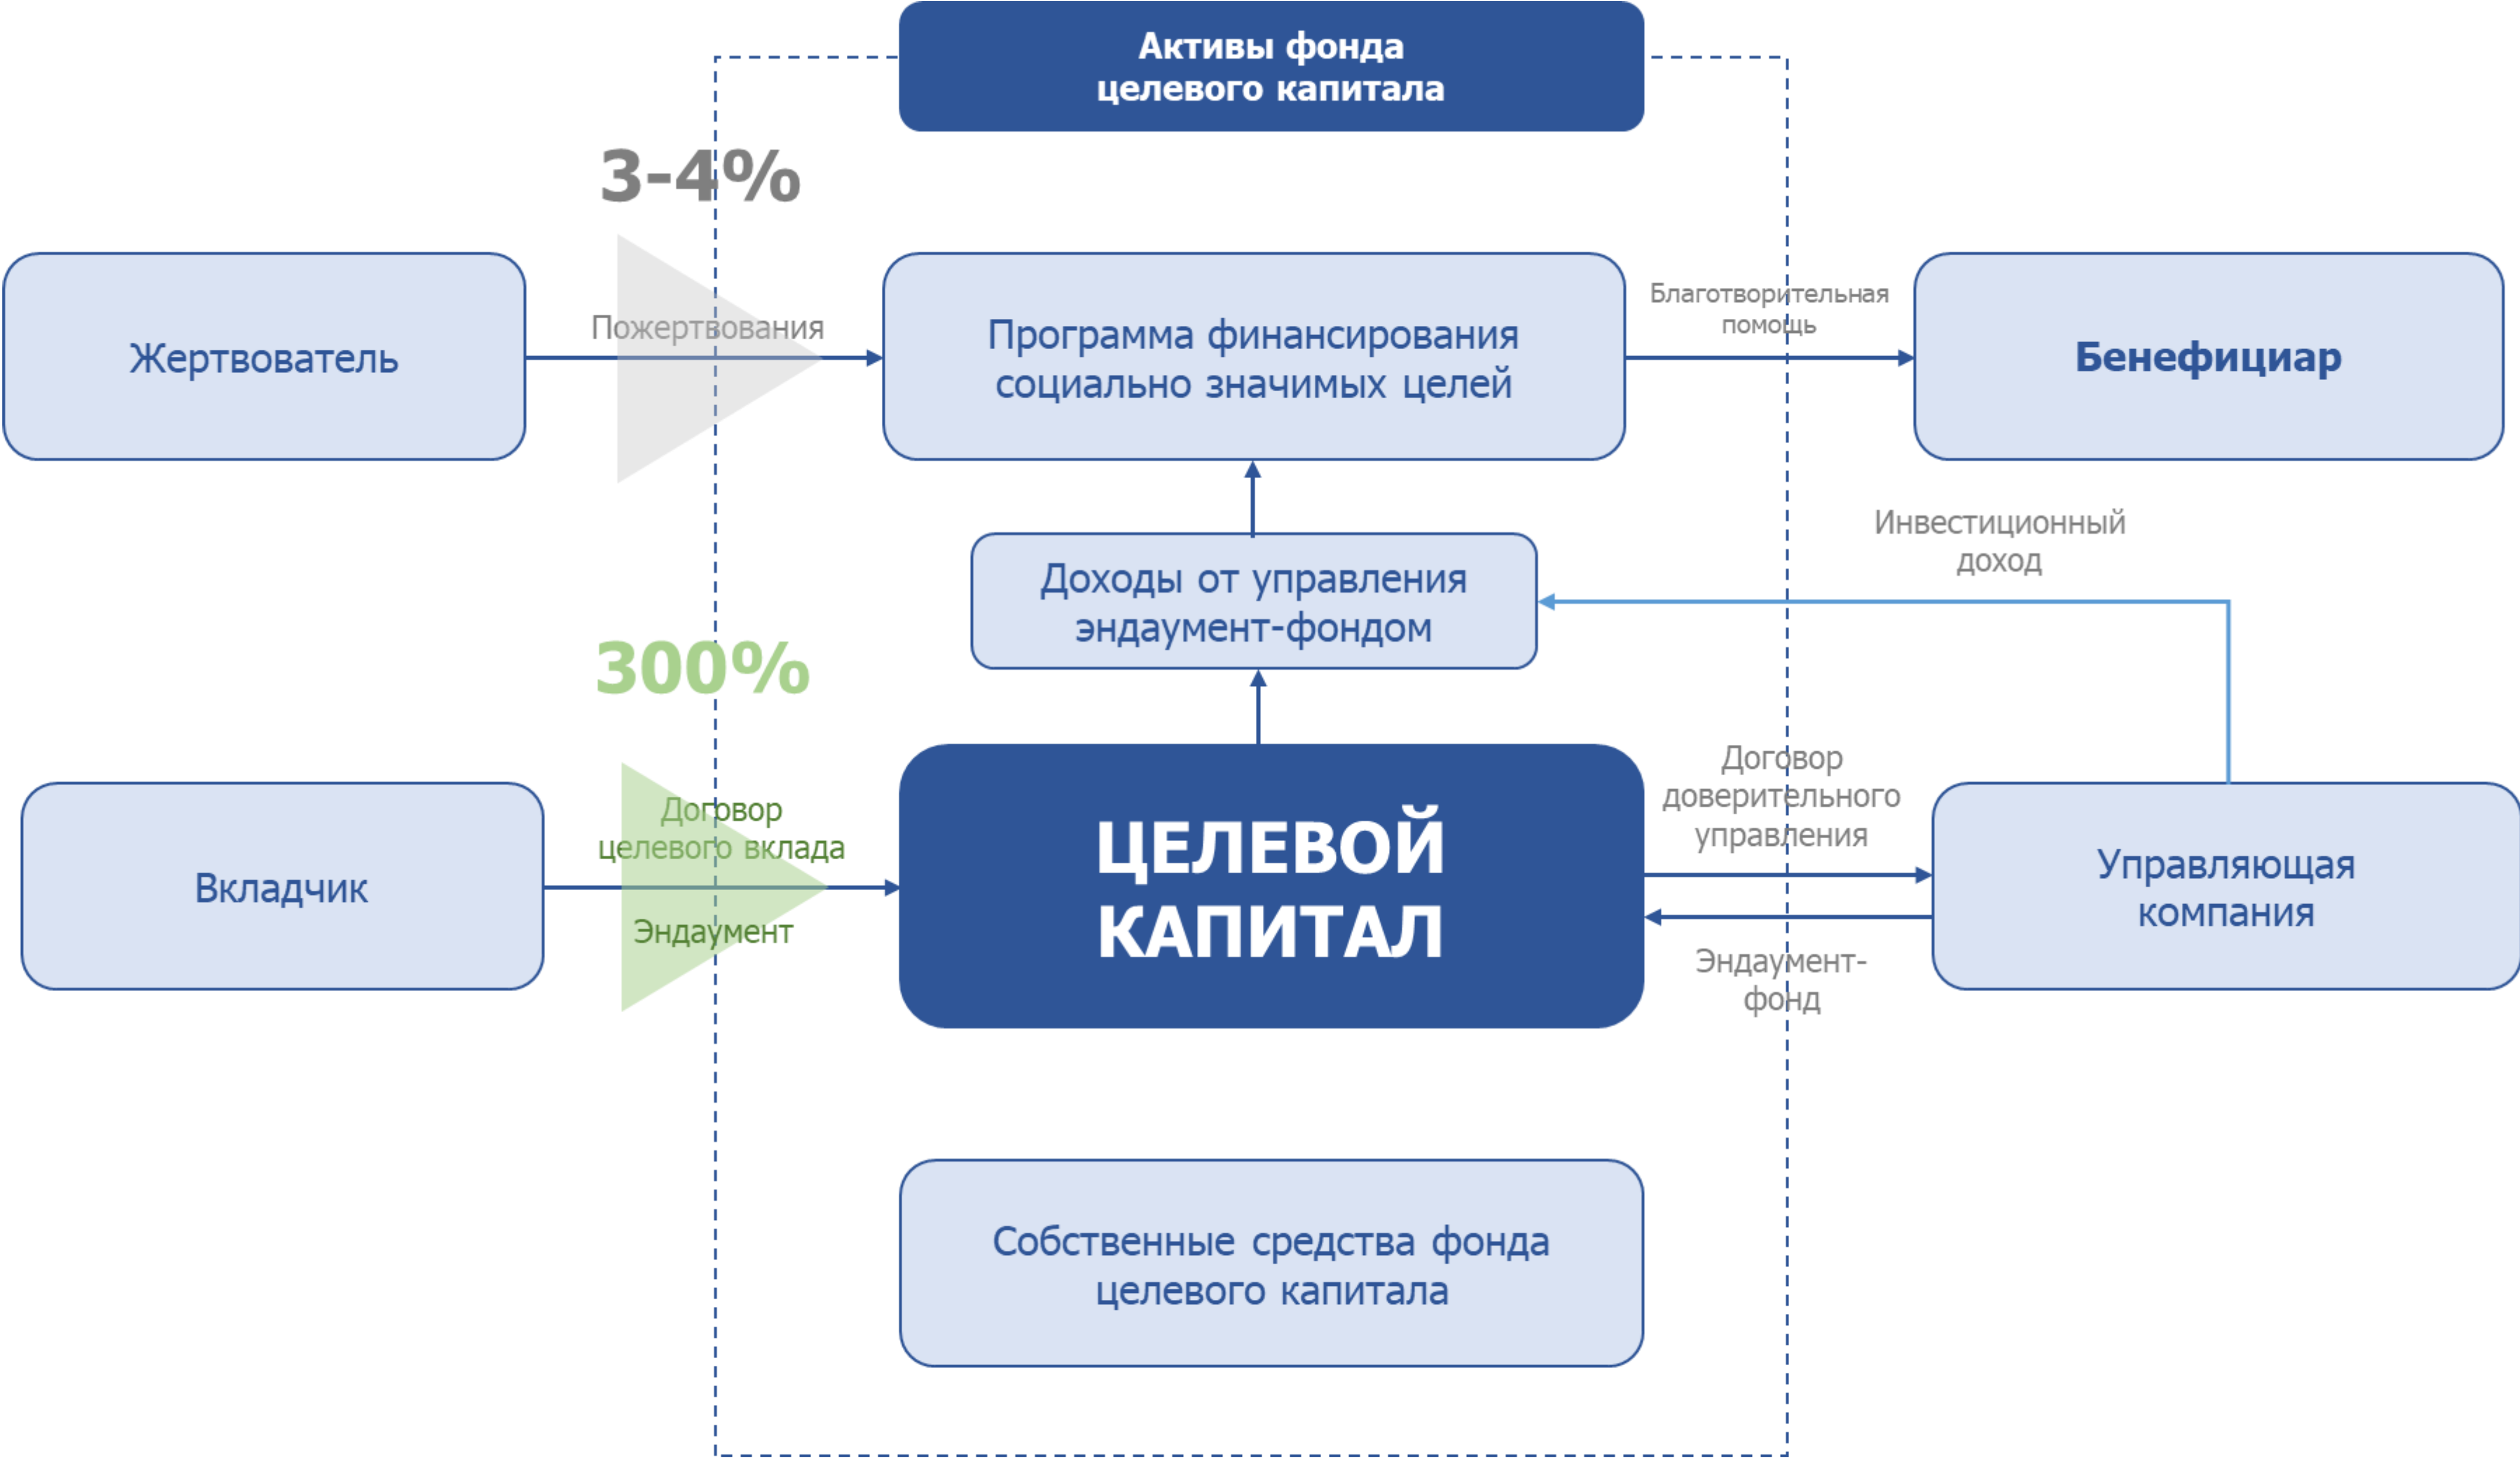 Активы фонда
целевого капитала
3-4%
Жертвователь
Пожертвования
Программа финансирования
социально значимых целей
Благотворительная
помощь
Бенефициар
Инвестиционный
доход
Доходы от управления
эндаумент-фондом
300%
Вкладчик
Договор
целевого вклада
Эндаумент
ЦЕЛЕВОЙ
КАПИТАЛ
Договор
доверительного
управления
Эндаумент-
фонд
Управляющая
компания
Собственные средства фонда
целевого капитала